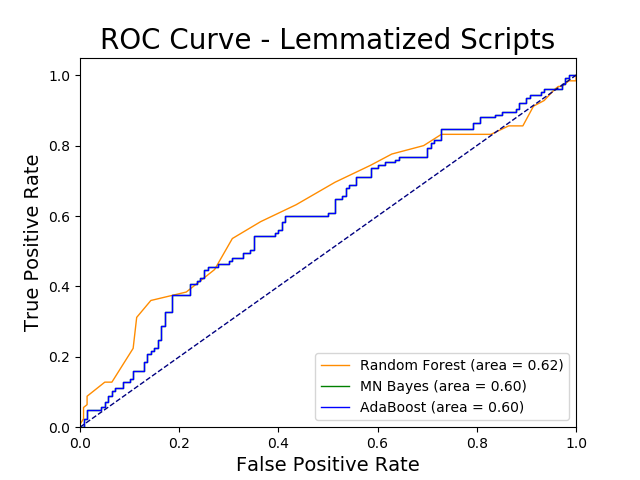 ROC Curve - Lemmatized Scripts
True Positive Rate
1.0
0.8
0.6
0.4
0.2
0.0
Random Forest (area = 0.62)
MN Bayes (area = 0.60)
AdaBoost (area = 0.60)
0.0 0.2 0.4 0.6 0.8 1.0
False Positive Rate